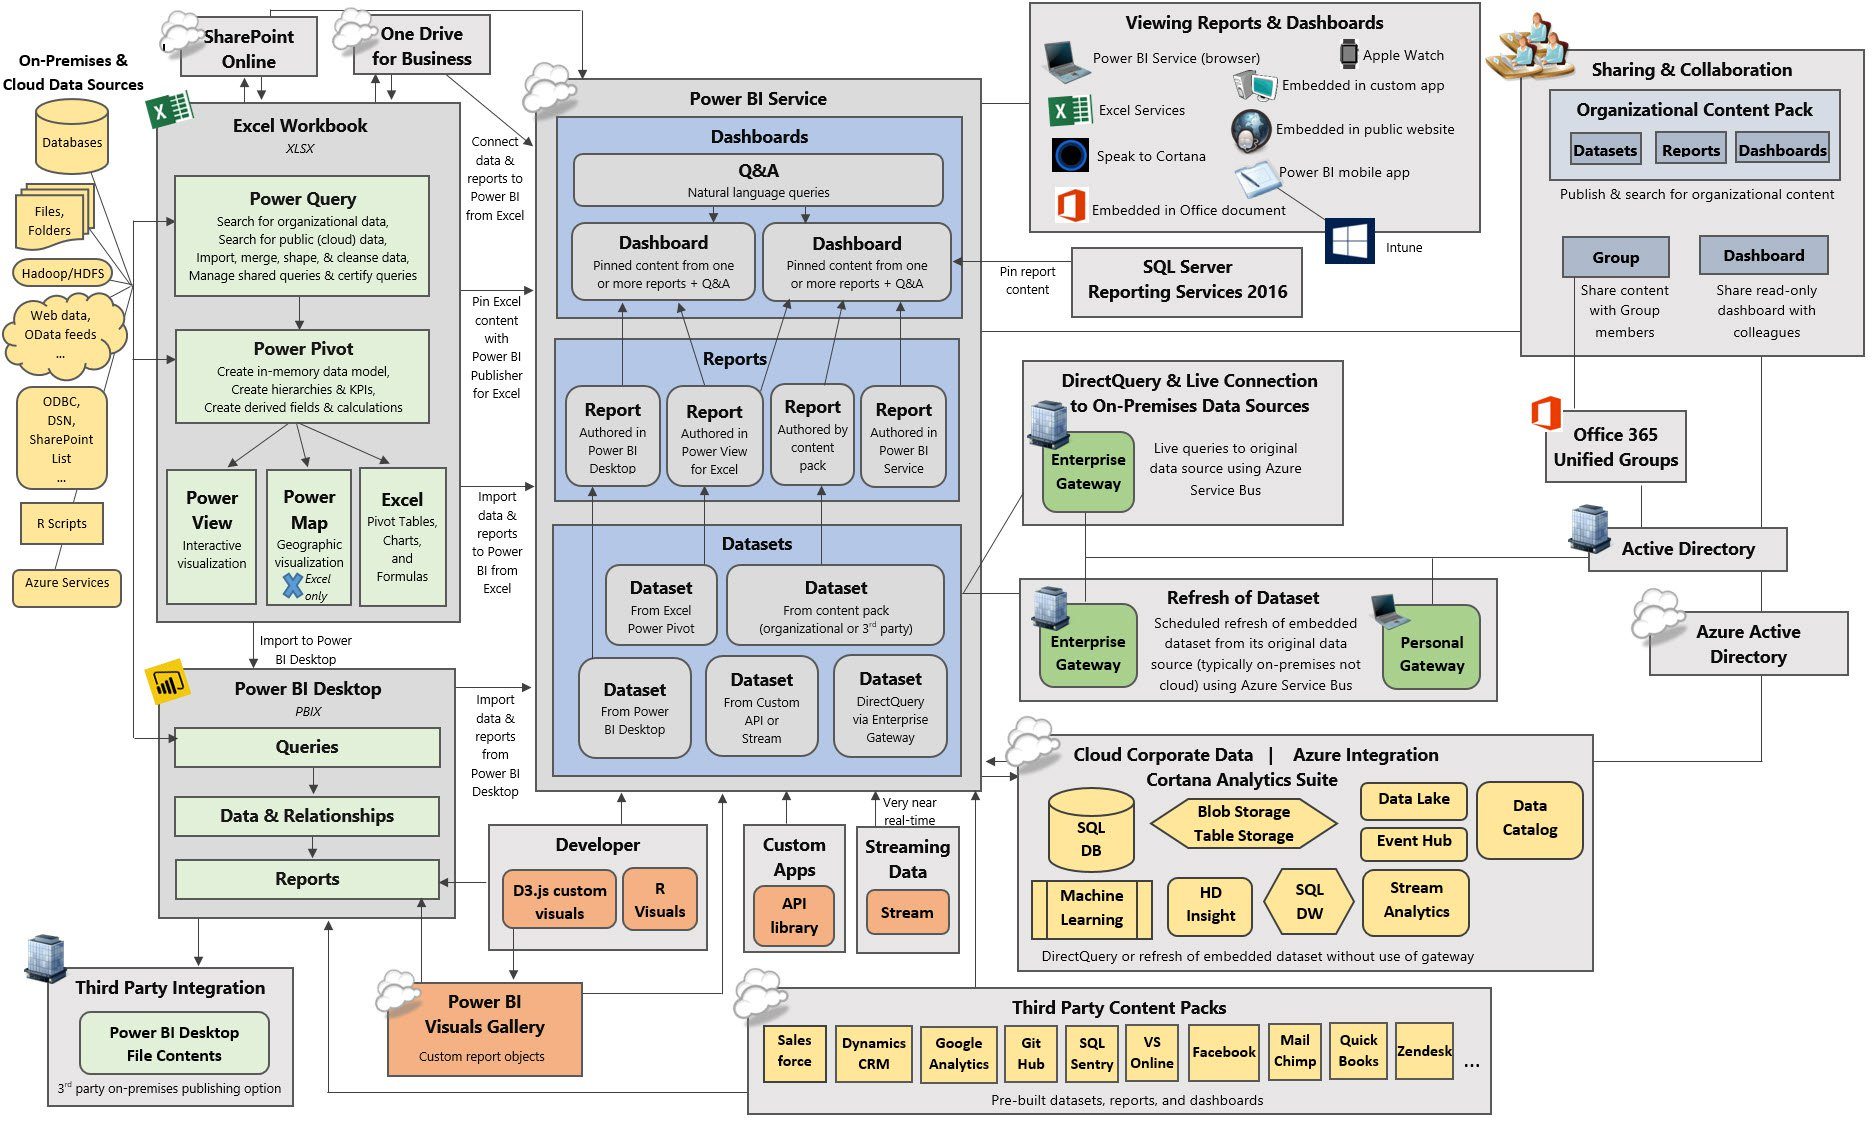 On-Premises &
Cloud Data Sources
Databases
Files,
Folders
Hadoop/HDFS
Web data,
OData feeds
...
ODBC,
DSN,
SharePoint
List
...
R Scripts
Azure Services
SharePoint
Online
One Drive
for Business
Excel Workbook
XLSX
Power Query
Search for organizational data,
Search for public (cloud) data,
Import, merge, shape, & cleanse data,
Manage shared queries & certify queries
Power Pivot
Create in-memory data model,
Create hierarchies & KPIs,
Create derived fields & calculations
Power
View
Interactive
visualization
Power
Map
Geographic
visualization
Excel
only
Excel
Pivot Tables,
Charts,
and
Formulas
Import to Power
BI Desktop
Power BI Desktop
PBIX
Queries
Data & Relationships
Reports
Third Party Integration
Power BI Desktop
File Contents
3rd party on-premises publishing option
Connect
data &
reports to
Power BI
from Excel
Pin Excel
content
with
Power BI
Publisher
for Excel
Import
data &
reports
to Power
BI from
Excel
Import
data &
reports
from
Power BI
Desktop
Power BI Service
Dashboards
Q&A
Natural language queries
Dashboard
Pinned content from one
or more reports + Q&A
Dashboard
Pinned content from one
or more reports + Q&A
Reports
Report
Authored in
Power BI
Desktop
Report
Authored in
Power View
for Excel
Report
Authored by
content
pack
Report
Authored in
Power BI
Service
Datasets
Dataset
From Excel
Power Pivot
Dataset
From content pack
(organizational or 3rd party)
Dataset
From Power
BI Desktop
Dataset
From Custom
API or
Stream
Dataset
DirectQuery
via Enterprise
Gateway
Very near
real-time
Developer
D3.js custom
visuals
R
Visuals
Custom
Apps
API
library
Streaming
Data
Stream
Power BI
Visuals Gallery
Custom report objects
Viewing Reports & Dashboards
Power BI Service (browser)
Excel Services
Speak to Cortana
Embedded in Office document
Apple Watch
Embedded in custom app
Embedded in public website
Power BI mobile app
Intune
Pin report
content
SQL Server
Reporting Services 2016
Sharing & Collaboration
Organizational Content Pack
Datasets
Reports
Dashboards
Publish & search for organizational content
Group
Share content
with Group
members
Dashboard
Share read-only
dashboard with
colleagues
DirectQuery & Live Connection
to On-Premises Data Sources
Enterprise
Gateway
Live queries to original
data source using Azure
Service Bus
Office 365
Unified Groups
Active Directory
Refresh of Dataset
Enterprise
Gateway
Scheduled refresh of embedded
dataset from its original data
source (typically on-premises not
cloud) using Azure Service Bus
Personal
Gateway
Azure Active
Directory
Cloud Corporate Data | Azure Integration
Cortana Analytics Suite
SQL
DB
Blob Storage
Table Storage
Data Lake
Event Hub
Data
Catalog
Machine
Learning
HD
Insight
SQL
DW
Stream
Analytics
DirectQuery or refresh of embedded dataset without use of gateway
Third Party Content Packs
Sales
force
Dynamics
CRM
Google
Analytics
Git
Hub
SQL
Sentry
VS
Online
Facebook
Mail
Chimp
Quick
Books
Zendesk
...
Pre-built datasets, reports, and dashboards